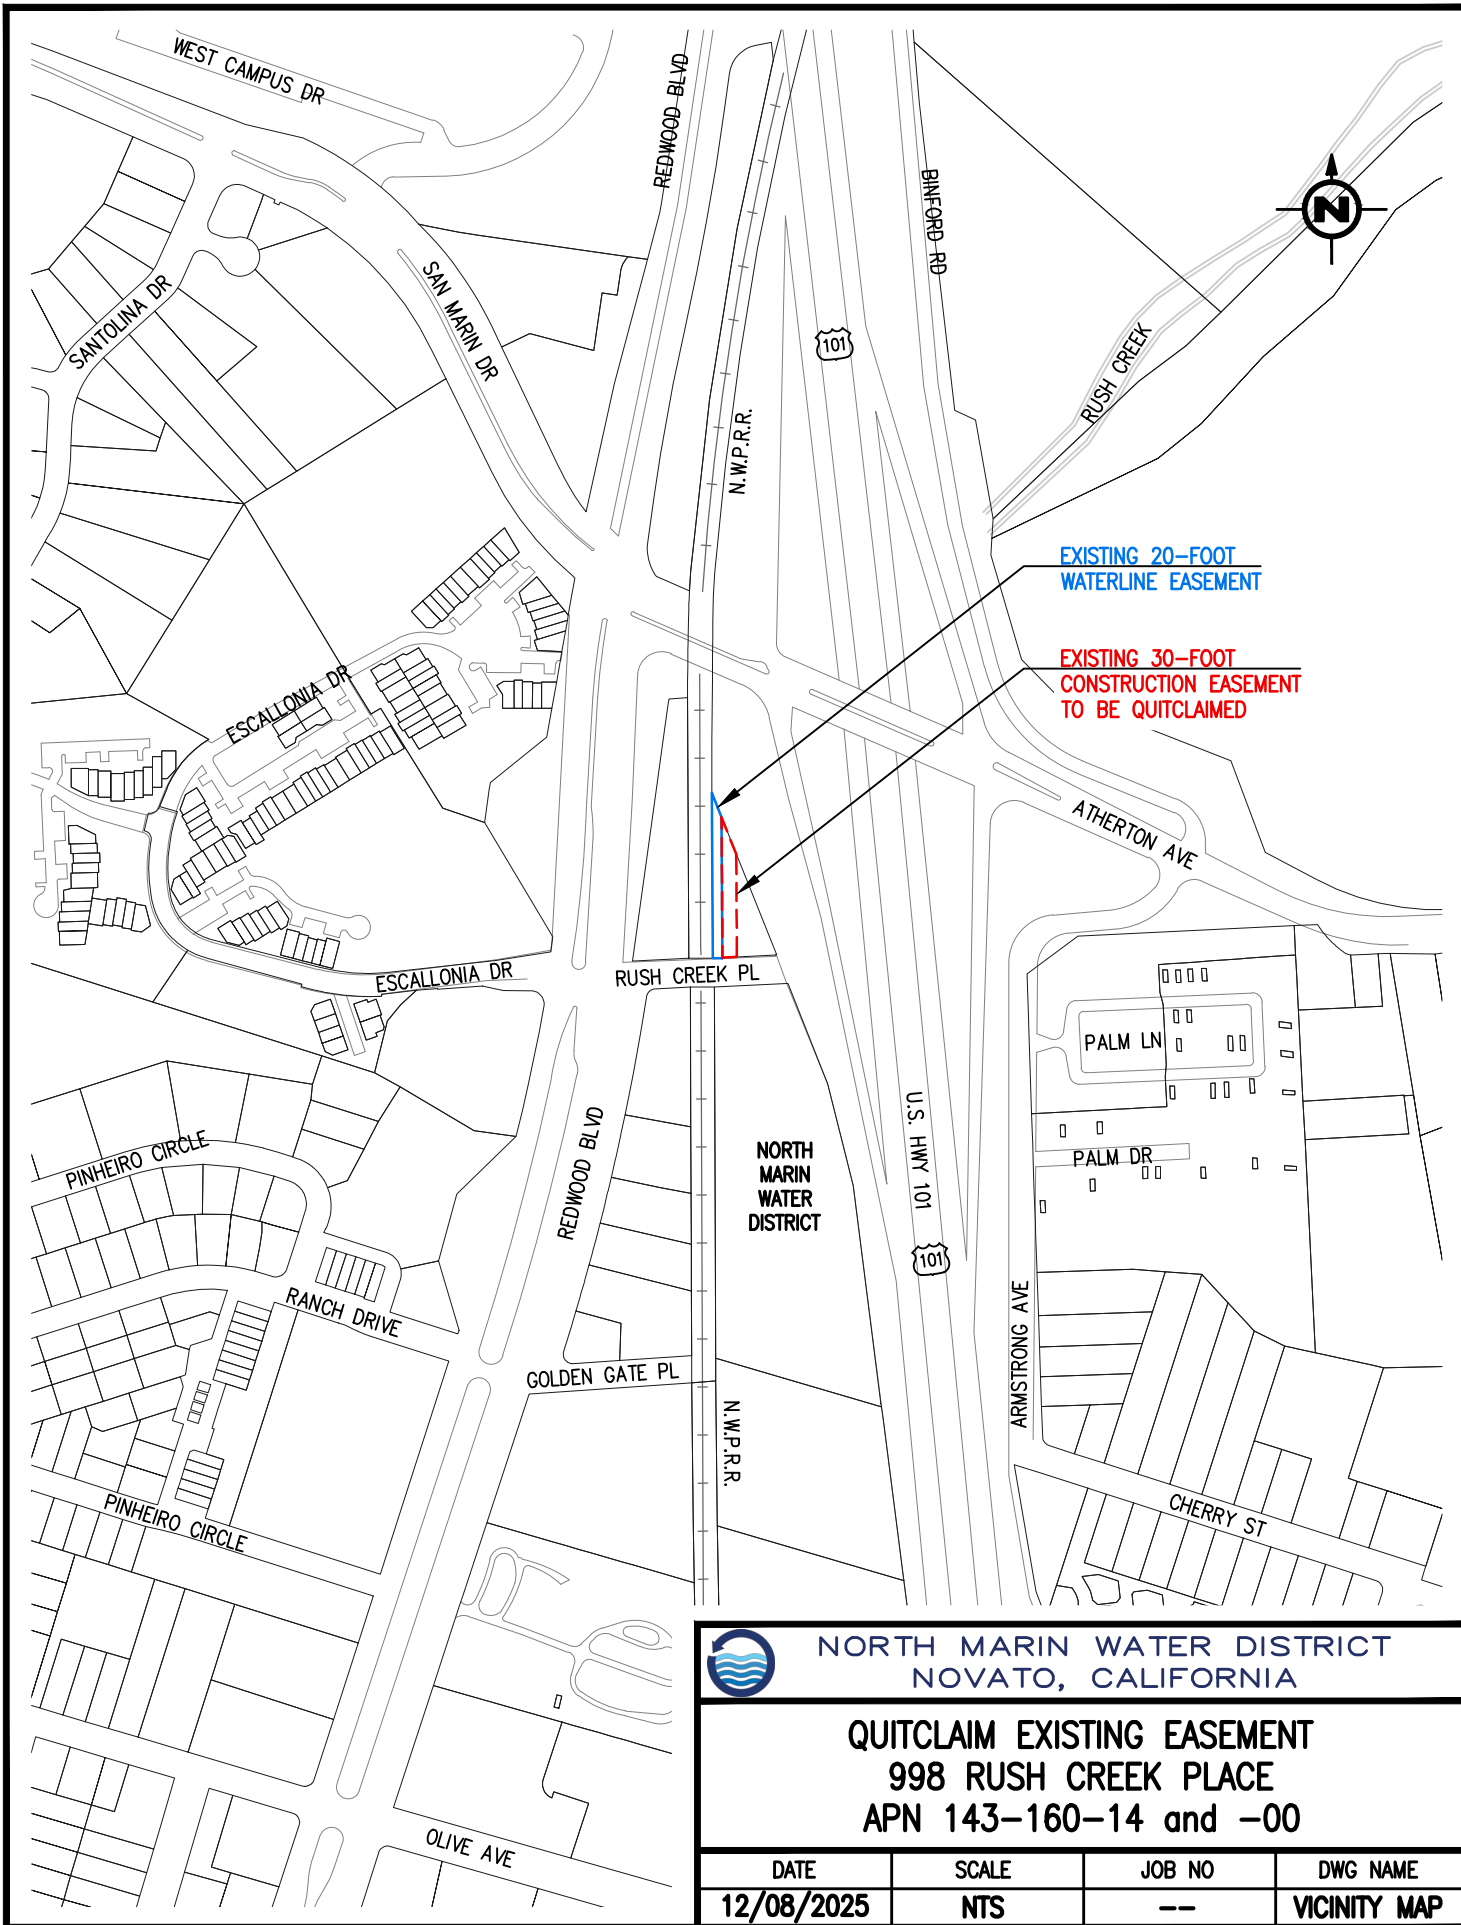 WEST CAMPUS DR
REDWOOD BLVD
BINFORD RD
N
SANTOLINA DR
SAN MARIN DR
101
RUSH CREEK
N.W.P.R.R.
EXISTING 20-FOOT
WATERLINE EASEMENT
EXISTING 30-FOOT
CONSTRUCTION EASEMENT
TO BE QUITCLAIMED
ESCALLONIA DR
ATHERTON AVE
ESCALLONIA DR
RUSH CREEK PL
PALM LN
PINHEIRO CIRCLE
REDWOOD BLVD
NORTH
MARIN
WATER
DISTRICT
U.S. HWY 101
PALM DR
101
RANCH DRIVE
ARMSTRONG AVE
GOLDEN GATE PL
N.W.P.R.R.
PINHEIRO CIRCLE
CHERRY ST
OLIVE AVE
NORTH MARIN WATER DISTRICT
NOVATO, CALIFORNIA
QUITCLAIM EXISTING EASEMENT
998 RUSH CREEK PLACE
APN 143-160-14 and -00
DATE SCALE JOB NO DWG NAME
12/08/2025 NTS -- VICINITY MAP